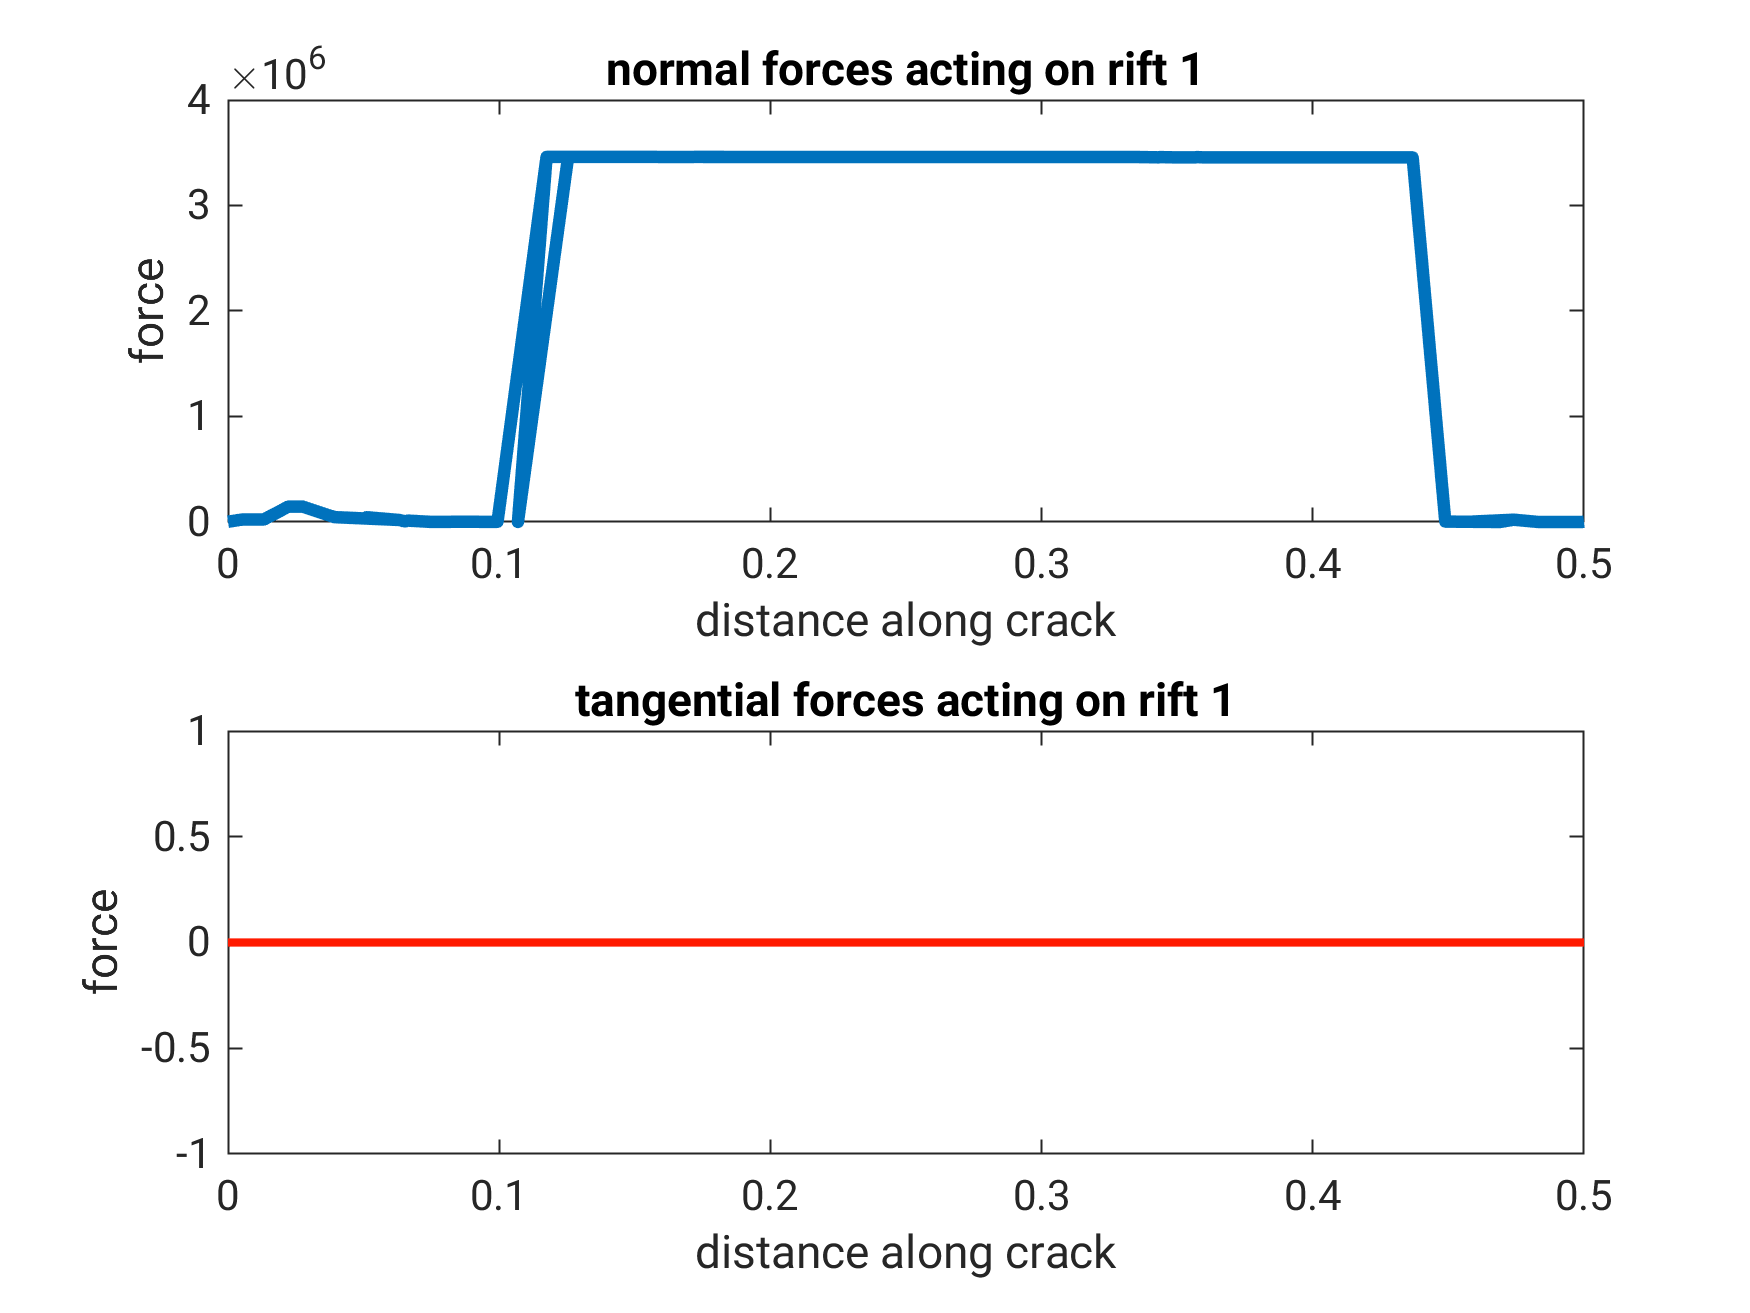 ×10⁶
normal forces acting on rift 1
4
3
2
1
0
force
0 0.1 0.2 0.3 0.4 0.5
distance along crack
tangential forces acting on rift 1
1
0.5
0
-0.5
-1
force
0 0.1 0.2 0.3 0.4 0.5
distance along crack